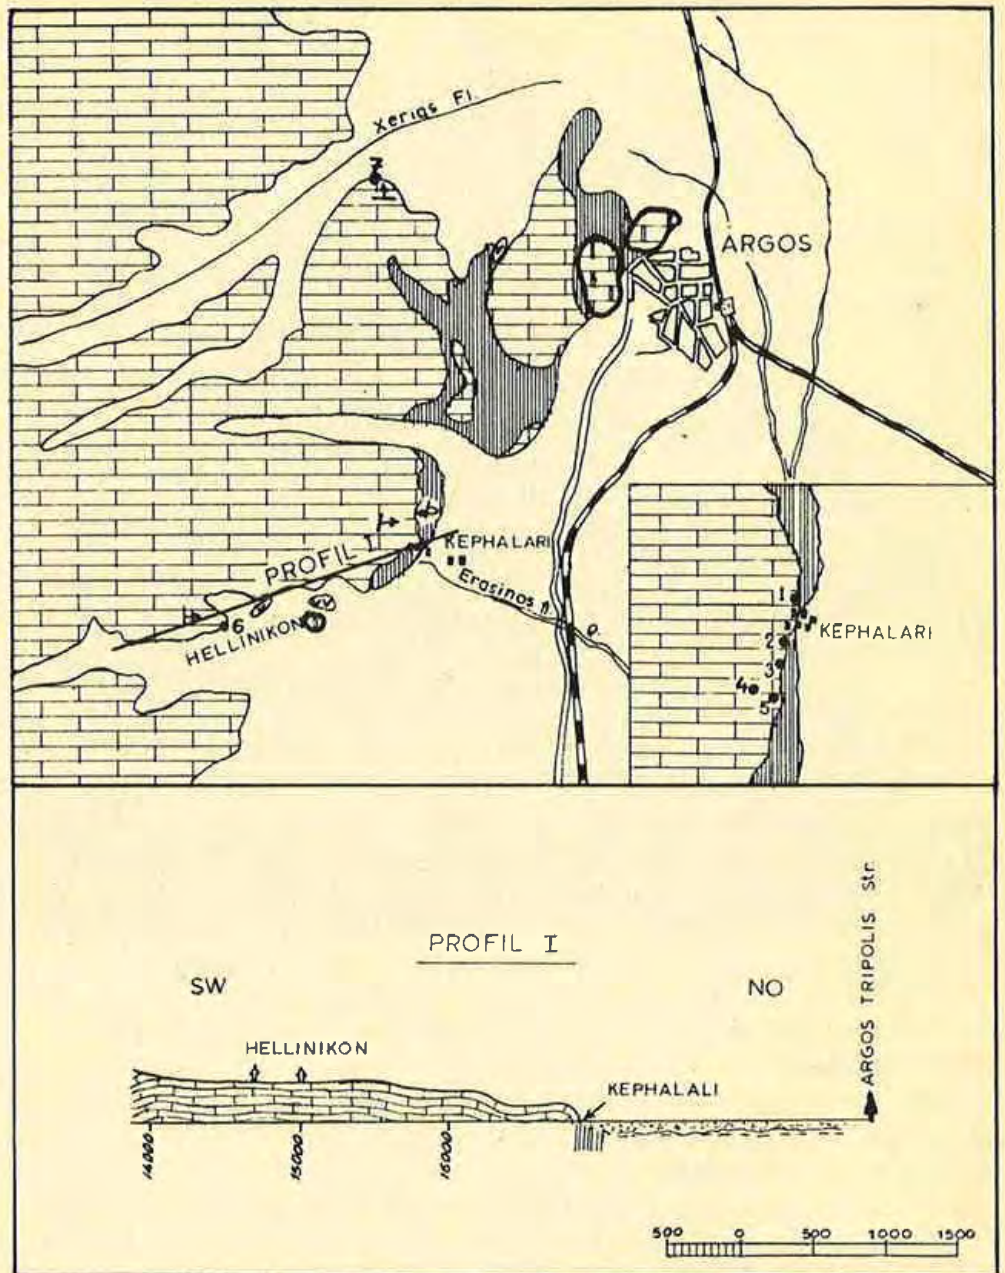 Xerias Fl.
N
ARGOS
KEPHALARI
PROFIL I
Erasinos fl.
6
HELLINIKON
1
KEPHALARI
2
3
4
5
PROFIL I
SW
NO
ARGOS TRIPOLIS Str.
HELLINIKON
KEPHALALI
14000
15000
16000
500 0 500 1000 1500